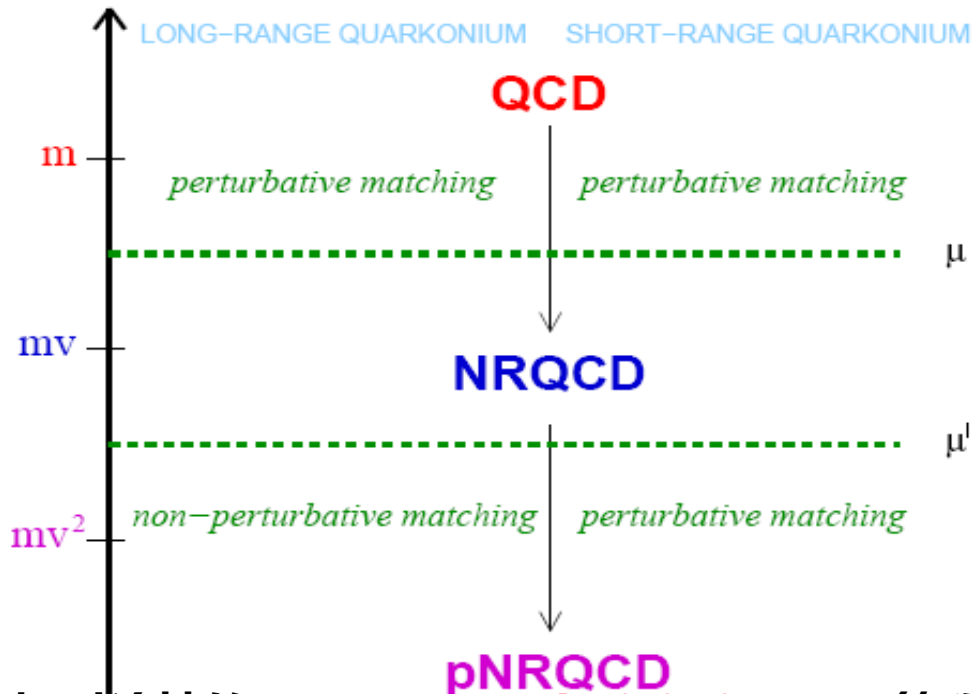 LONG−RANGE QUARKONIUM SHORT−RANGE QUARKONIUM
QCD
m
perturbative matching perturbative matching
μ
mv
NRQCD
μ'
non−perturbative matching perturbative matching
mv²
pNRQCD